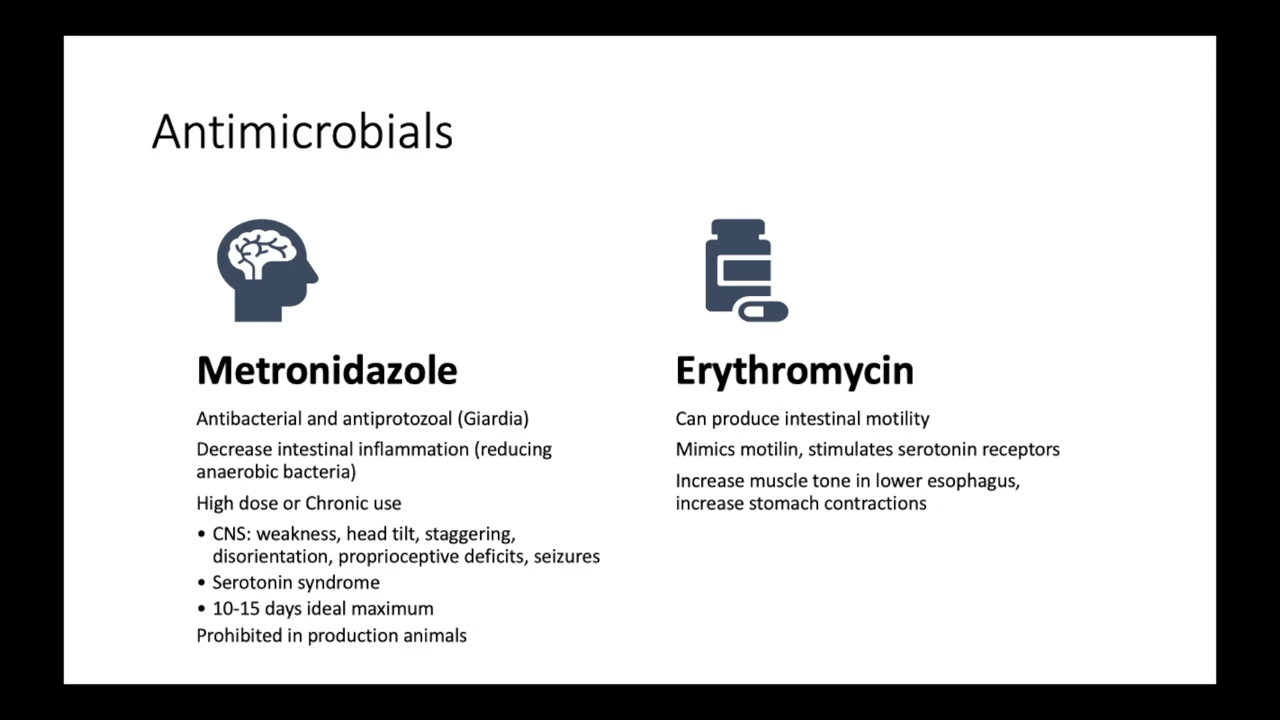 Antimicrobials
Metronidazole
Antibacterial and antiprotozoal (Giardia)
Decrease intestinal inflammation (reducing
anaerobic bacteria)
High dose or Chronic use
• CNS: weakness, head tilt, staggering,
disorientation, proprioceptive deficits, seizures
• Serotonin syndrome
• 10-15 days ideal maximum
Prohibited in production animals
Erythromycin
Can produce intestinal motility
Mimics motilin, stimulates serotonin receptors
Increase muscle tone in lower esophagus,
increase stomach contractions